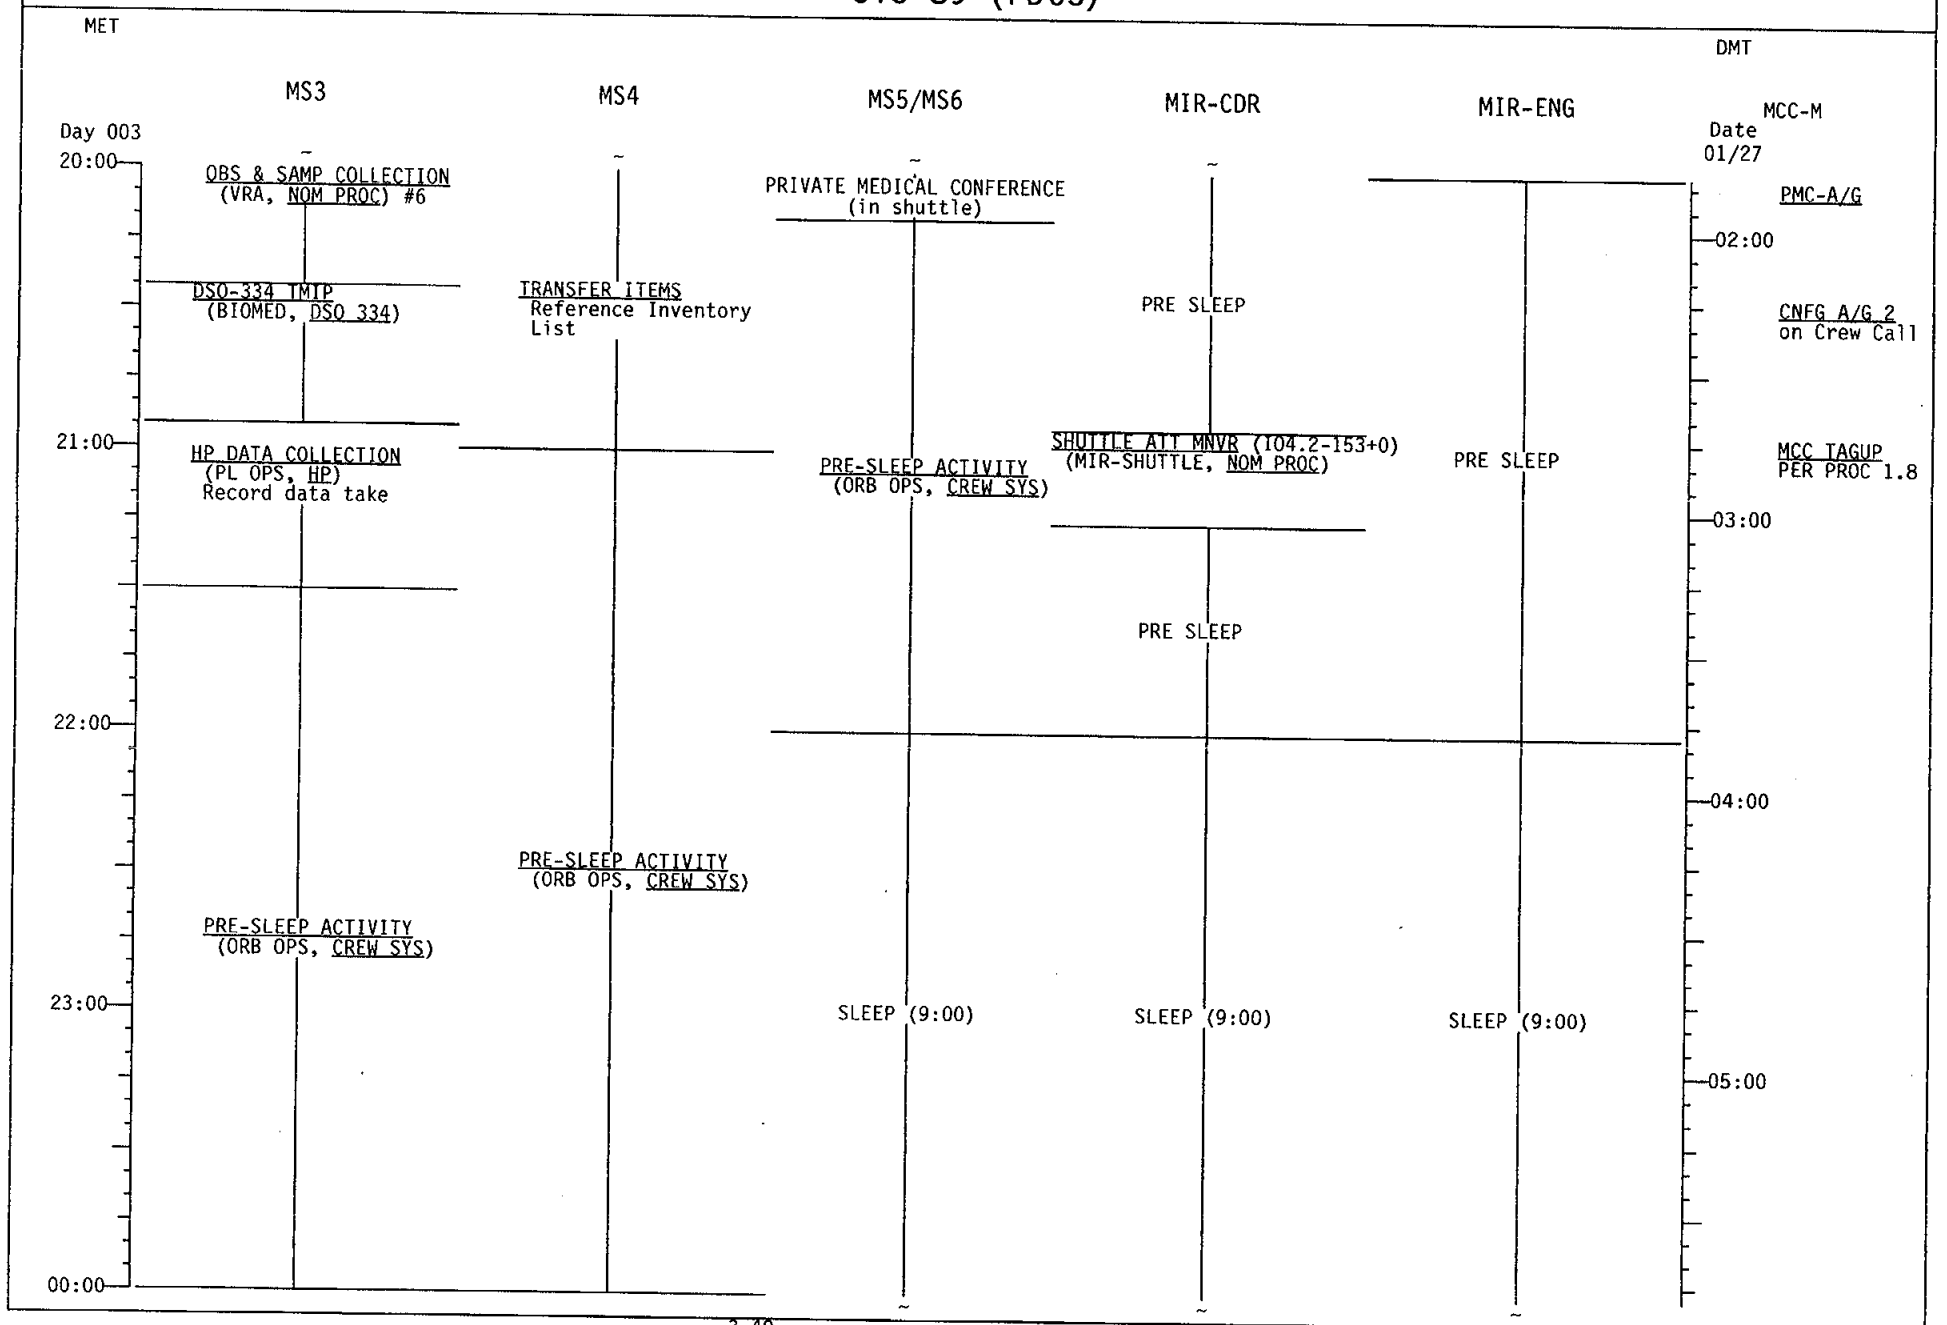 MET
DMT
MS3
MS4
MS5/MS6
MIR-CDR
MIR-ENG
MCC-M
Day 003
Date
01/27
20:00
OBS & SAMP COLLECTION
(VRA, NOM PROC) #6
PRIVATE MEDICAL CONFERENCE
(in shuttle)
PMC-A/G
02:00
DSO-334 TMIP
(BIOMED, DSO 334)
TRANSFER ITEMS
Reference Inventory
List
PRE SLEEP
CNFG A/G 2
on Crew Call
21:00
HP DATA COLLECTION
(PL OPS, HP)
Record data take
PRE-SLEEP ACTIVITY
(ORB OPS, CREW SYS)
SHUTTLE ATT MNVR (104.2-153+0)
(MIR-SHUTTLE, NOM PROC)
PRE SLEEP
MCC TAGUP
PER PROC 1.8
03:00
PRE SLEEP
22:00
04:00
PRE-SLEEP ACTIVITY
(ORB OPS, CREW SYS)
PRE-SLEEP ACTIVITY
(ORB OPS, CREW SYS)
23:00
SLEEP (9:00)
SLEEP (9:00)
SLEEP (9:00)
05:00
00:00